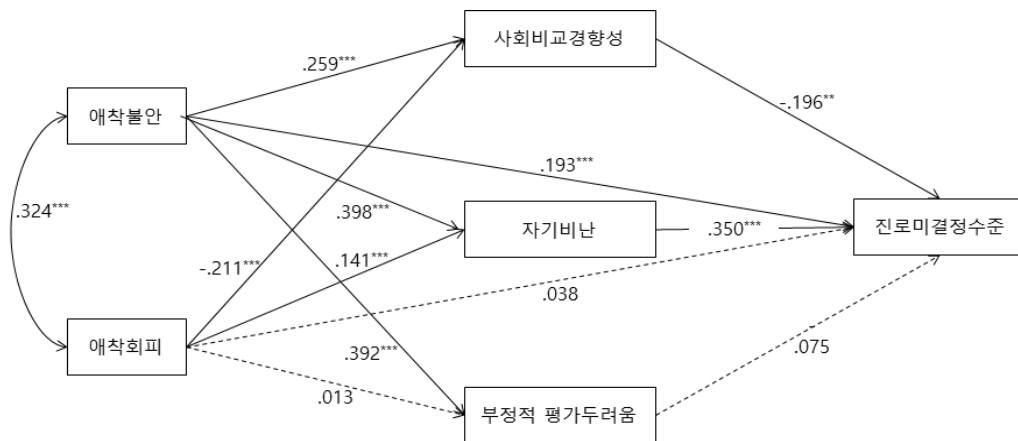 사회비교경향성
.259***
-.196**
애착불안
.193***
.324***
.398***
자기비난
.350***
진로미결정수준
-.211***
.141***
.038
애착회피
.392***
.013
.075
부정적 평가두려움